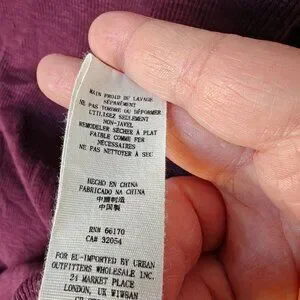 MAIN FROID DE LAVAGE
SÉPARÉMENT
NE PAS TORDRE OU DÉFORMER
UTILISEZ SEULEMENT
NON-JAVEL
REMODELER SÉCHER À PLAT
FAIBLE COMME FER
NÉCESSAIRES
NE PAS NETTOYER À SEC
HECHO EN CHINA
FABRICADO NA CHINA
中國制造
中国製
RN# 66170
CA# 32054
FOR EU-IMPORTED BY URBAN
OUTFITTERS WHOLESALE INC.
24 MARKET PLACE
LONDON, UK W1W8AN